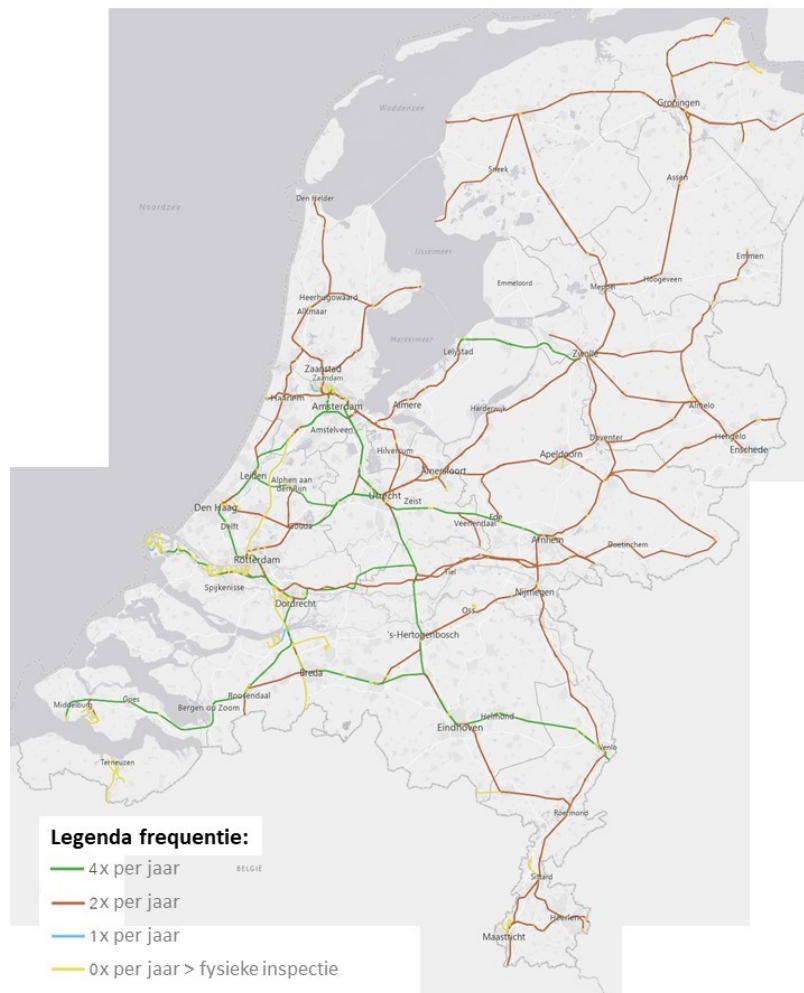 Waddenzee
Groningen
Noordzee
Sneek
Assen
Den Helder
IJsselmeer
Emmen
Emmeloord
Meppel
Hoogeveen
Heerhugowaard
Alkmaar
Markermeer
Lelystad
Zwolle
Zaanstad
Zaandam
Haarlem
Amsterdam
Almere
Harderwijk
Almelo
Amstelveen
Deventer
Hengelo
Hilversum
Enschede
Apeldoorn
Leiden
Alphen aan
den Rijn
Amersfoort
Utrecht
Zeist
Den Haag
Ede
Delft
Gouda
Veenendaal
Arnhem
Doetinchem
Rotterdam
Tiel
Spijkenisse
Nijmegen
Dordrecht
Oss
's-Hertogenbosch
Breda
Roosendaal
Goes
Middelburg
Bergen op Zoom
Helmond
Eindhoven
Venlo
Terneuzen
Roermond
Legenda frequentie:
4x per jaar
BELGIË
2x per jaar
Sittard
1x per jaar
Heerlen
Maastricht
0x per jaar > fysieke inspectie